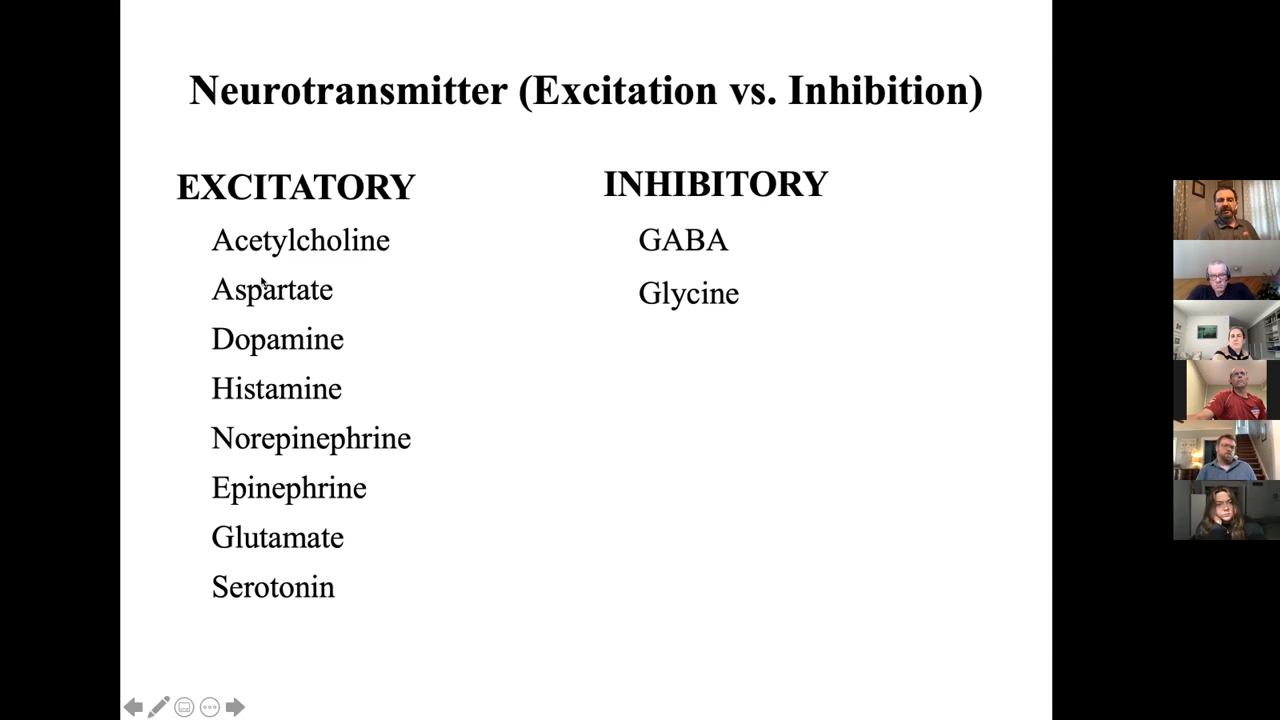 Neurotransmitter (Excitation vs. Inhibition)
EXCITATORY
Acetylcholine
Aspartate
Dopamine
Histamine
Norepinephrine
Epinephrine
Glutamate
Serotonin
INHIBITORY
GABA
Glycine